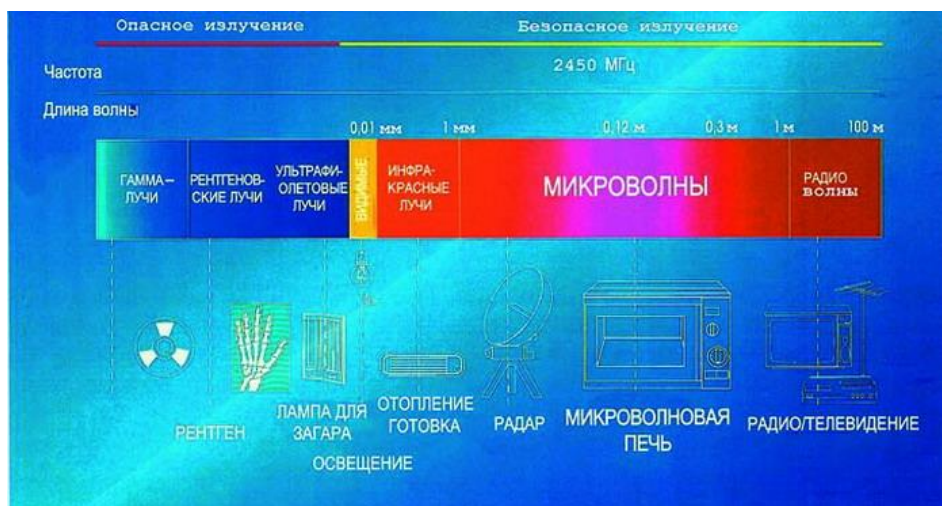 Опасное излучение Безопасное излучение
Частота 2450 МГц
Длина волны
0,01 мм 1 мм 0,12 м 0,3 м 1 м 100 м
ГАММА–
ЛУЧИ
РЕНТГЕНОВ-
СКИЕ ЛУЧИ
УЛЬТРАФИ-
ОЛЕТОВЫЕ
ЛУЧИ
ВИДИМЫЕ
ИНФРА-
КРАСНЫЕ
ЛУЧИ
МИКРОВОЛНЫ
РАДИО
ВОЛНЫ
РЕНТГЕН
ЛАМПА ДЛЯ
ЗАГАРА
ОСВЕЩЕНИЕ
ОТОПЛЕНИЕ
ГОТОВКА
РАДАР
МИКРОВОЛНОВАЯ
ПЕЧЬ
РАДИО/ТЕЛЕВИДЕНИЕ